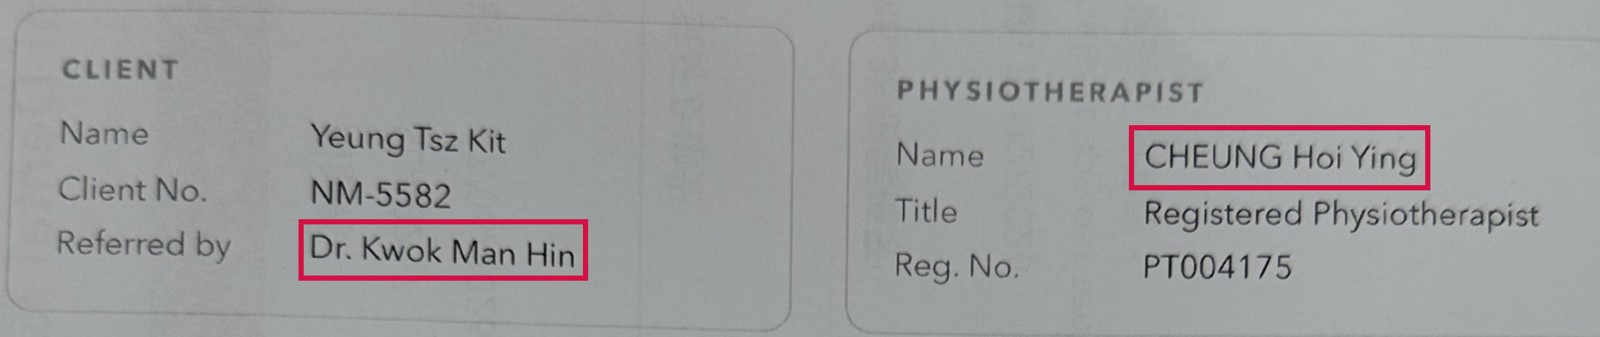 CLIENT
Name Yeung Tsz Kit
Client No. NM-5582
Referred by Dr. Kwok Man Hin
PHYSIOTHERAPIST
Name CHEUNG Hoi Ying
Title Registered Physiotherapist
Reg. No. PT004175